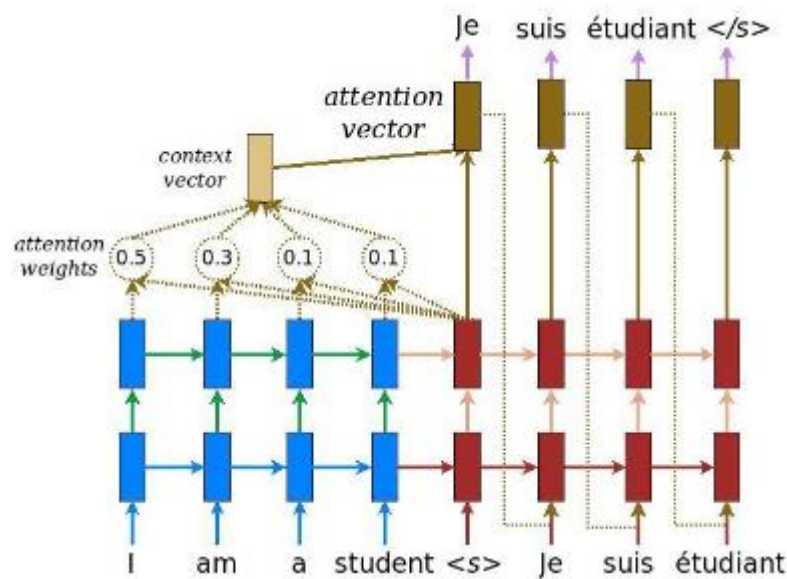 Je suis étudiant </s>
attention
vector
context
vector
attention
weights
0.5 0.3 0.1 0.1
I am a student <s> Je suis étudiant